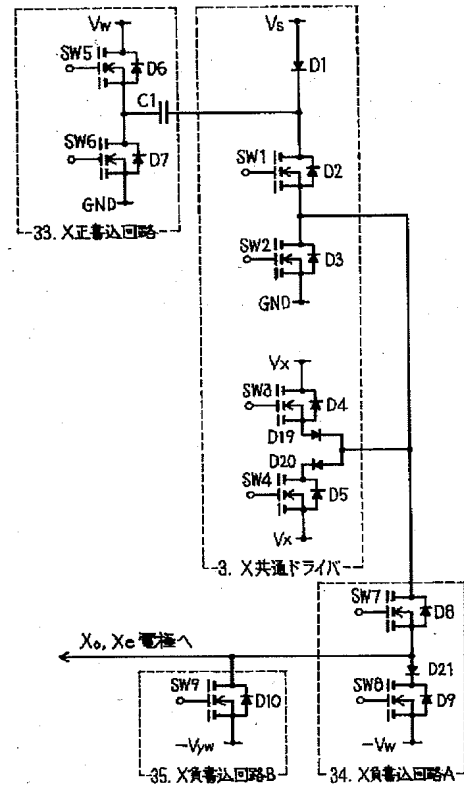 Vw
Vs
SW5
D6
D1
C1
SW6
D7
SW1
D2
GND
33. X正書込回路
SW2
D3
GND
Vx
SW3
D4
D19
D20
SW4
D5
Vx
3. X共通ドライバ
SW7
D8
Xo, Xe 電極へ
D21
SW9
D10
SW8
D9
-Vyw
-Vw
35. X負書込回路B
34. X負書込回路A